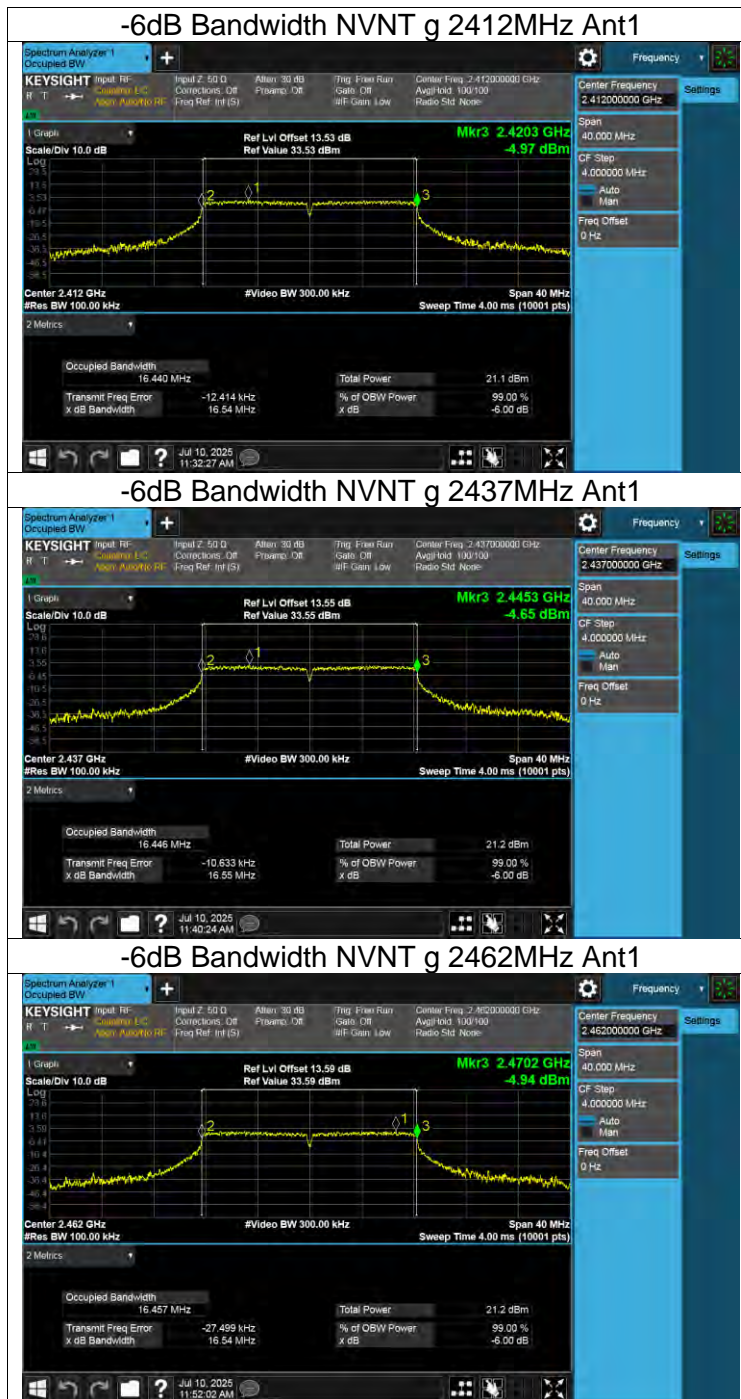 -6dB Bandwidth NVNT g 2412MHz Ant1
Spectrum Analyzer 1
Occupied BW
Frequency
KEYSIGHT Input: RF Input Z: 50 Ω Atten: 30 dB Trig: Free Run Center Freq: 2.412000000 GHz
R T Corrections: Off Preamp: Off Gate: Off Avg|Hold: 100/100
Freq Ref: Int (S) #IF Gain: Low Radio Std: None
Center Frequency
2.412000000 GHz
Settings
Span
40.000 MHz
CF Step
4.000000 MHz
Auto
Man
Freq Offset
0 Hz
1 Graph
Scale/Div 10.0 dB
Ref Lvl Offset 13.53 dB
Ref Value 33.53 dBm
Mkr3 2.4203 GHz
-4.97 dBm
Log
2
1
3
Center 2.412 GHz #Video BW 300.00 kHz Span 40 MHz
#Res BW 100.00 kHz Sweep Time 4.00 ms (10001 pts)
2 Metrics
Occupied Bandwidth
16.440 MHz Total Power 21.1 dBm
Transmit Freq Error -12.414 kHz % of OBW Power 99.00 %
x dB Bandwidth 16.54 MHz x dB -6.00 dB
Jul 10, 2025
11:32:27 AM
-6dB Bandwidth NVNT g 2437MHz Ant1
Spectrum Analyzer 1
Occupied BW
Frequency
KEYSIGHT Input: RF Input Z: 50 Ω Atten: 30 dB Trig: Free Run Center Freq: 2.437000000 GHz
R T Corrections: Off Preamp: Off Gate: Off Avg|Hold: 100/100
Freq Ref: Int (S) #IF Gain: Low Radio Std: None
Center Frequency
2.437000000 GHz
Settings
Span
40.000 MHz
CF Step
4.000000 MHz
Auto
Man
Freq Offset
0 Hz
1 Graph
Scale/Div 10.0 dB
Ref Lvl Offset 13.55 dB
Ref Value 33.55 dBm
Mkr3 2.4453 GHz
-4.65 dBm
Log
2
1
3
Center 2.437 GHz #Video BW 300.00 kHz Span 40 MHz
#Res BW 100.00 kHz Sweep Time 4.00 ms (10001 pts)
2 Metrics
Occupied Bandwidth
16.446 MHz Total Power 21.2 dBm
Transmit Freq Error -10.633 kHz % of OBW Power 99.00 %
x dB Bandwidth 16.55 MHz x dB -6.00 dB
Jul 10, 2025
11:40:24 AM
-6dB Bandwidth NVNT g 2462MHz Ant1
Spectrum Analyzer 1
Occupied BW
Frequency
KEYSIGHT Input: RF Input Z: 50 Ω Atten: 30 dB Trig: Free Run Center Freq: 2.462000000 GHz
R T Corrections: Off Preamp: Off Gate: Off Avg|Hold: 100/100
Freq Ref: Int (S) #IF Gain: Low Radio Std: None
Center Frequency
2.462000000 GHz
Settings
Span
40.000 MHz
CF Step
4.000000 MHz
Auto
Man
Freq Offset
0 Hz
1 Graph
Scale/Div 10.0 dB
Ref Lvl Offset 13.59 dB
Ref Value 33.59 dBm
Mkr3 2.4702 GHz
-4.94 dBm
Log
2
1
3
Center 2.462 GHz #Video BW 300.00 kHz Span 40 MHz
#Res BW 100.00 kHz Sweep Time 4.00 ms (10001 pts)
2 Metrics
Occupied Bandwidth
16.457 MHz Total Power 21.2 dBm
Transmit Freq Error -27.499 kHz % of OBW Power 99.00 %
x dB Bandwidth 16.54 MHz x dB -6.00 dB
Jul 10, 2025
11:52:02 AM